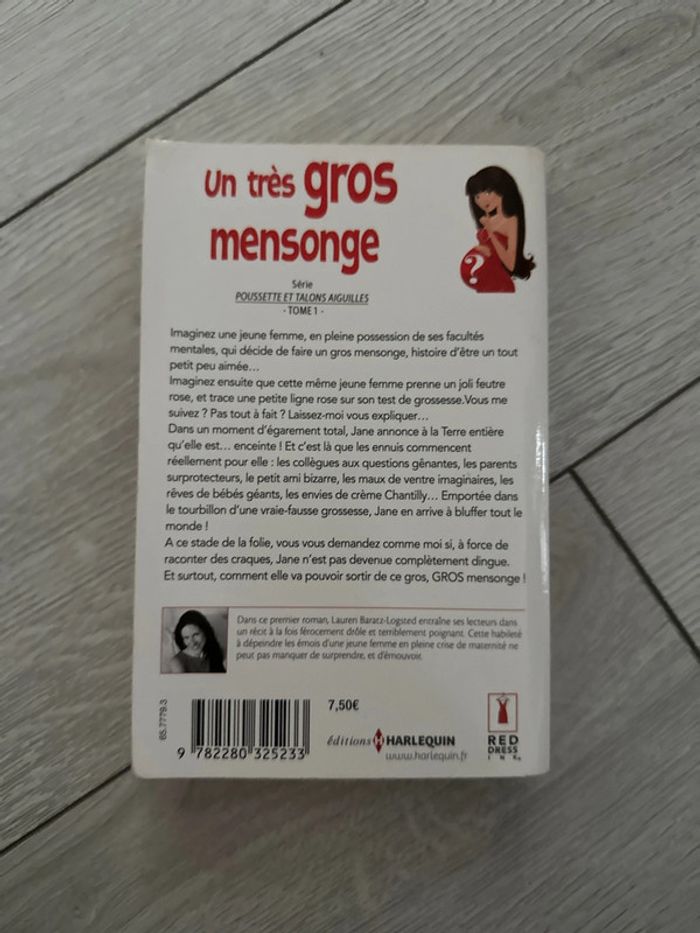 Un très gros
mensonge
?
Série
POUSSETTE ET TALONS AIGUILLES
- TOME 1 -
Imaginez une jeune femme, en pleine possession de ses facultés
mentales, qui décide de faire un gros mensonge, histoire d'être un tout
petit peu aimée...
Imaginez ensuite que cette même jeune femme prenne un joli feutre
rose, et trace une petite ligne rose sur son test de grossesse.Vous me
suivez ? Pas tout à fait ? Laissez-moi vous expliquer...
Dans un moment d'égarement total, Jane annonce à la Terre entière
qu'elle est... enceinte ! Et c'est là que les ennuis commencent
réellement pour elle : les collègues aux questions gênantes, les parents
surprotecteurs, le petit ami bizarre, les maux de ventre imaginaires, les
rêves de bébés géants, les envies de crème Chantilly... Emportée dans
le tourbillon d'une vraie-fausse grossesse, Jane en arrive à bluffer tout le
monde !
A ce stade de la folie, vous vous demandez comme moi si, à force de
raconter des craques, Jane n'est pas devenue complètement dingue.
Et surtout, comment elle va pouvoir sortir de ce gros, GROS mensonge !
Dans ce premier roman, Lauren Baratz-Logsted entraîne ses lecteurs dans
un récit à la fois férocement drôle et terriblement poignant. Cette habileté
à dépeindre les émois d'une jeune femme en pleine crise de maternité ne
peut pas manquer de surprendre, et d'émouvoir.
65.7779.3
9 782280 325233
7,50€
éditions H HARLEQUIN
www.harlequin.fr
RED
DRESS
INK